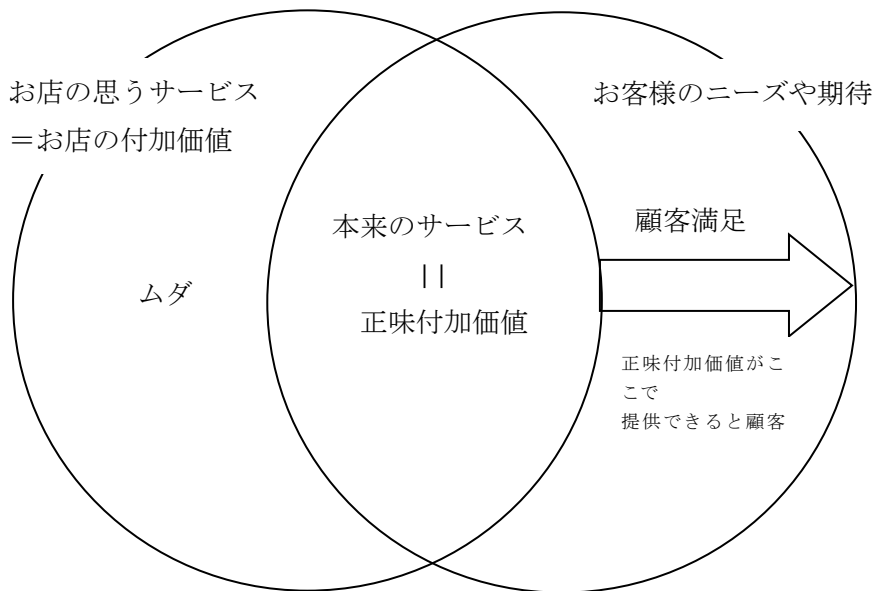 お店の思うサービス
＝お店の付加価値
お客様のニーズや期待
ムダ
本来のサービス
||
正味付加価値
顧客満足
正味付加価値がこ
こで
提供できると顧客